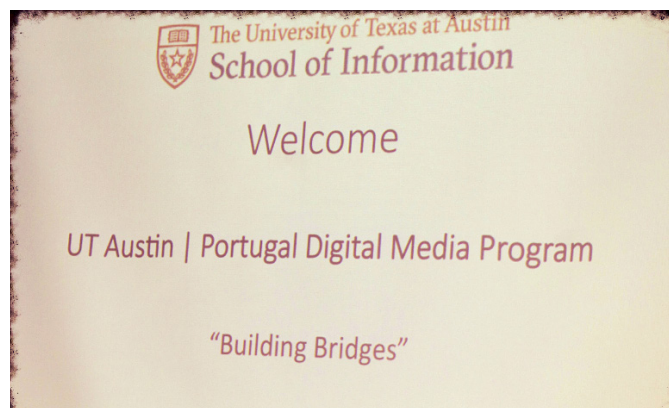 The University of Texas at Austin
School of Information
Welcome
UT Austin | Portugal Digital Media Program
“Building Bridges”